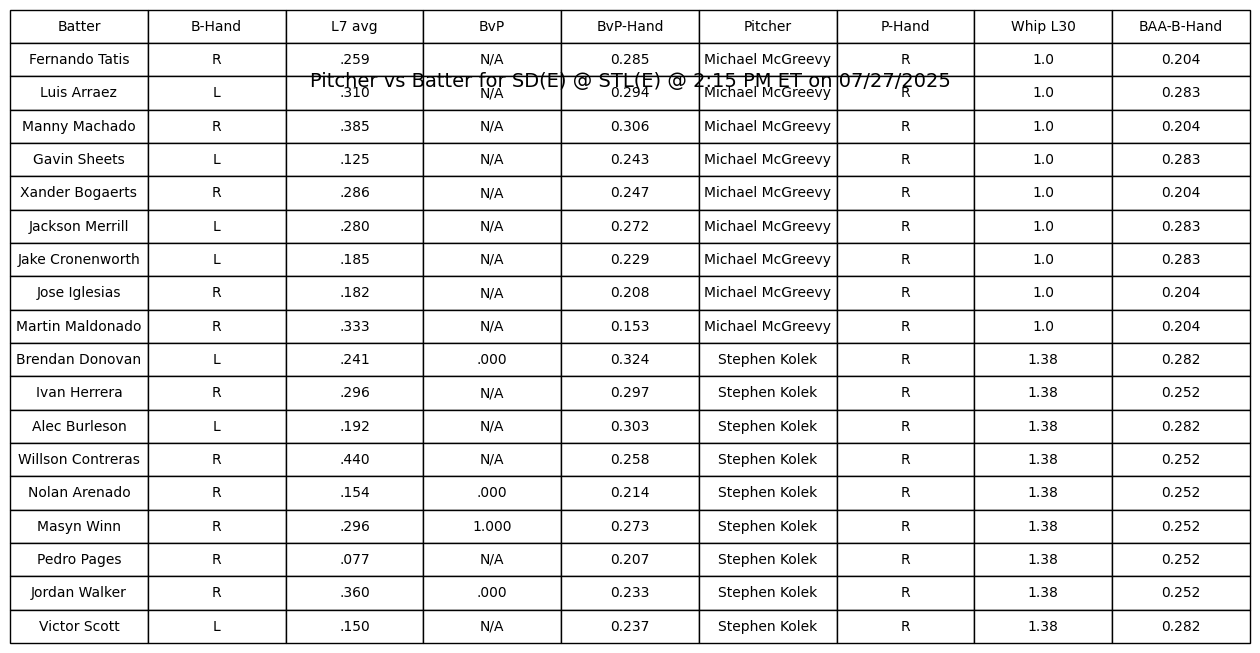 Batter B-Hand L7 avg BvP BvP-Hand Pitcher P-Hand Whip L30 BAA-B-Hand
Fernando Tatis R .259 N/A 0.285 Michael McGreevy R 1.0 0.204
Pitcher vs Batter for SD(E) @ STL(E) @ 2:15 PM ET on 07/27/2025
Luis Arraez L .310 N/A 0.294 Michael McGreevy R 1.0 0.283
Manny Machado R .385 N/A 0.306 Michael McGreevy R 1.0 0.204
Gavin Sheets L .125 N/A 0.243 Michael McGreevy R 1.0 0.283
Xander Bogaerts R .286 N/A 0.247 Michael McGreevy R 1.0 0.204
Jackson Merrill L .280 N/A 0.272 Michael McGreevy R 1.0 0.283
Jake Cronenworth L .185 N/A 0.229 Michael McGreevy R 1.0 0.283
Jose Iglesias R .182 N/A 0.208 Michael McGreevy R 1.0 0.204
Martin Maldonado R .333 N/A 0.153 Michael McGreevy R 1.0 0.204
Brendan Donovan L .241 .000 0.324 Stephen Kolek R 1.38 0.282
Ivan Herrera R .296 N/A 0.297 Stephen Kolek R 1.38 0.252
Alec Burleson L .192 N/A 0.303 Stephen Kolek R 1.38 0.282
Willson Contreras R .440 N/A 0.258 Stephen Kolek R 1.38 0.252
Nolan Arenado R .154 .000 0.214 Stephen Kolek R 1.38 0.252
Masyn Winn R .296 1.000 0.273 Stephen Kolek R 1.38 0.252
Pedro Pages R .077 N/A 0.207 Stephen Kolek R 1.38 0.252
Jordan Walker R .360 .000 0.233 Stephen Kolek R 1.38 0.252
Victor Scott L .150 N/A 0.237 Stephen Kolek R 1.38 0.282